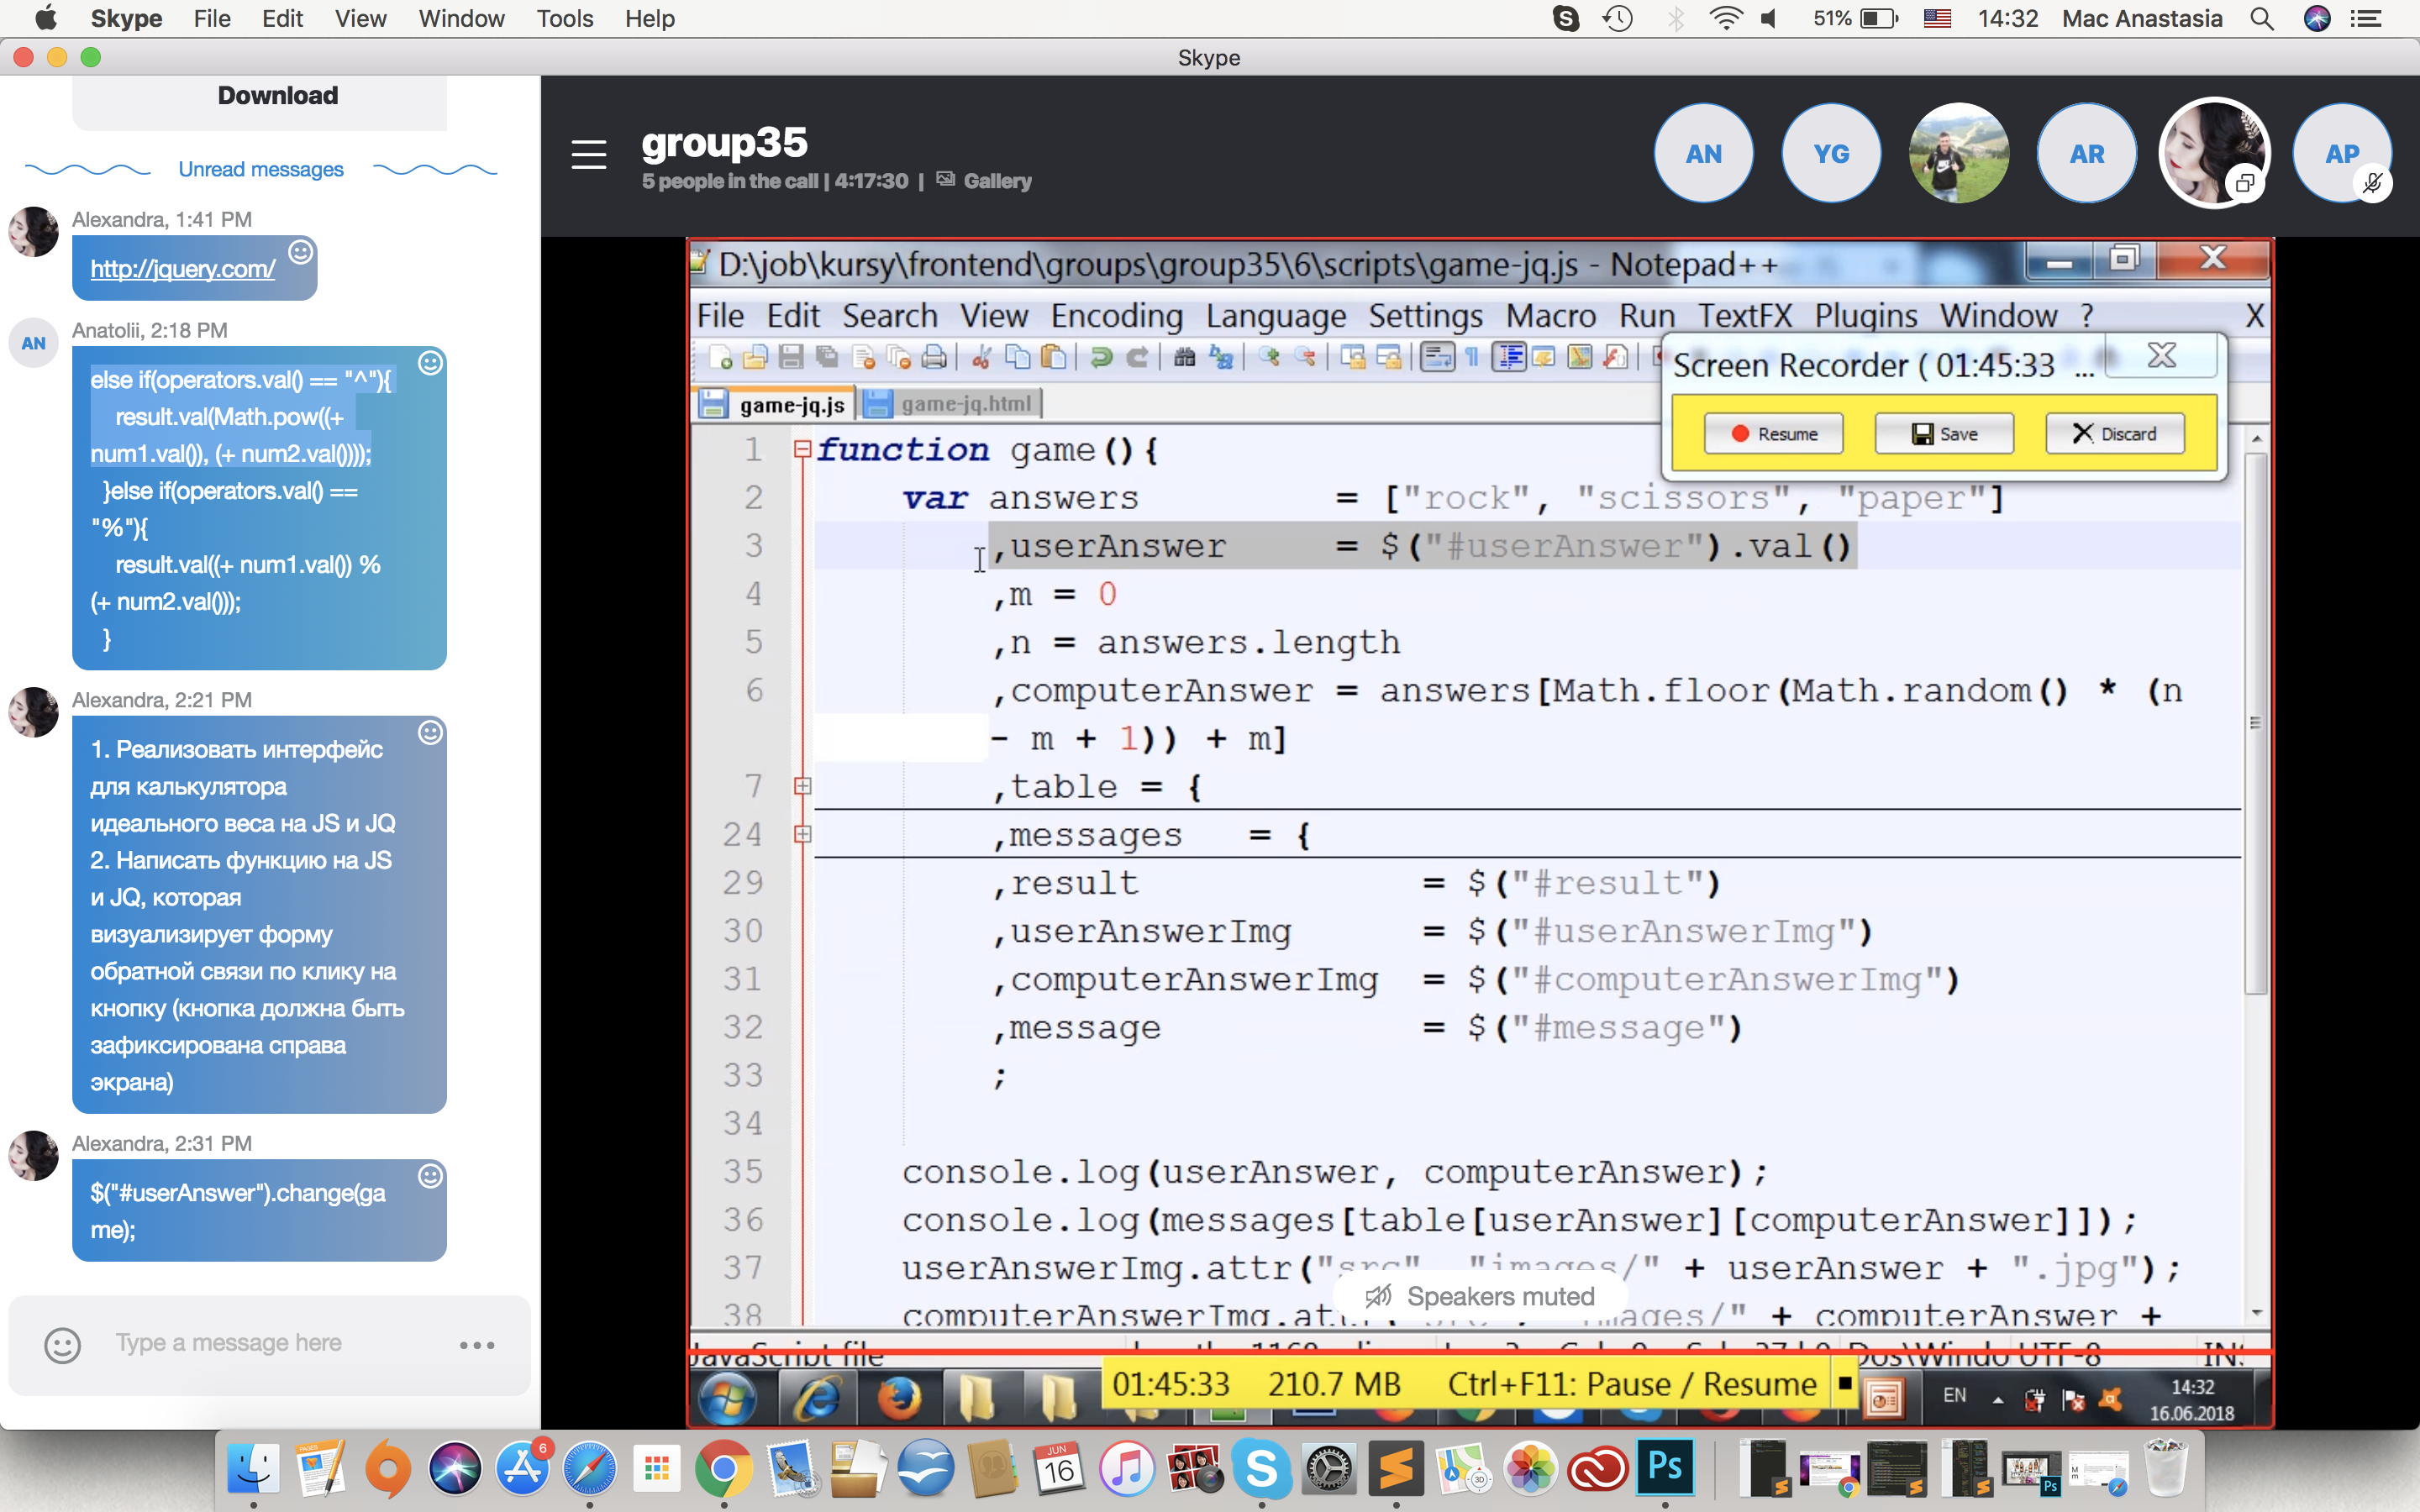 Skype File Edit View Window Tools Help
51% 14:32 Mac Anastasia
Skype
Download
Unread messages
Alexandra, 1:41 PM
http://jquery.com/
AN
Anatolii, 2:18 PM
else if(operators.val() == "^"){
result.val(Math.pow((+
num1.val()), (+ num2.val())));
}else if(operators.val() ==
"%"){
result.val((+ num1.val()) %
(+ num2.val()));
}
Alexandra, 2:21 PM
1. Реализовать интерфейс
для калькулятора
идеального веса на JS и JQ
2. Написать функцию на JS
и JQ, которая
визуализирует форму
обратной связи по клику на
кнопку (кнопка должна быть
зафиксирована справа
экрана)
Alexandra, 2:31 PM
$("#userAnswer").change(ga
me);
Type a message here
group35
5 people in the call | 4:17:30 | Gallery
AN YG AR AP
D:\job\kursy\frontend\groups\group35\6\scripts\game-jq.js - Notepad++
File Edit Search View Encoding Language Settings Macro Run TextFX Plugins Window ? X
Screen Recorder ( 01:45:33 ...
Resume Save Discard
game-jq.js game-jq.html
1 function game(){
2 var answers = ["rock", "scissors", "paper"]
3 ,userAnswer = $("#userAnswer").val()
4 ,m = 0
5 ,n = answers.length
6 ,computerAnswer = answers[Math.floor(Math.random() * (n
- m + 1)) + m]
7 ,table = {
24 ,messages = {
29 ,result = $("#result")
30 ,userAnswerImg = $("#userAnswerImg")
31 ,computerAnswerImg = $("#computerAnswerImg")
32 ,message = $("#message")
33 ;
34
35 console.log(userAnswer, computerAnswer);
36 console.log(messages[table[userAnswer][computerAnswer]]);
37 userAnswerImg.attr("src", "images/" + userAnswer + ".jpg");
38 computerAnswerImg.att images/" + computerAnswer +
Speakers muted
JavaScript file Dos\Windo UTF-8 INS
01:45:33 210.7 MB Ctrl+F11: Pause / Resume
EN
14:32
16.06.2018
PAGES
6
JUN
16
3D
S
Ps
Ps